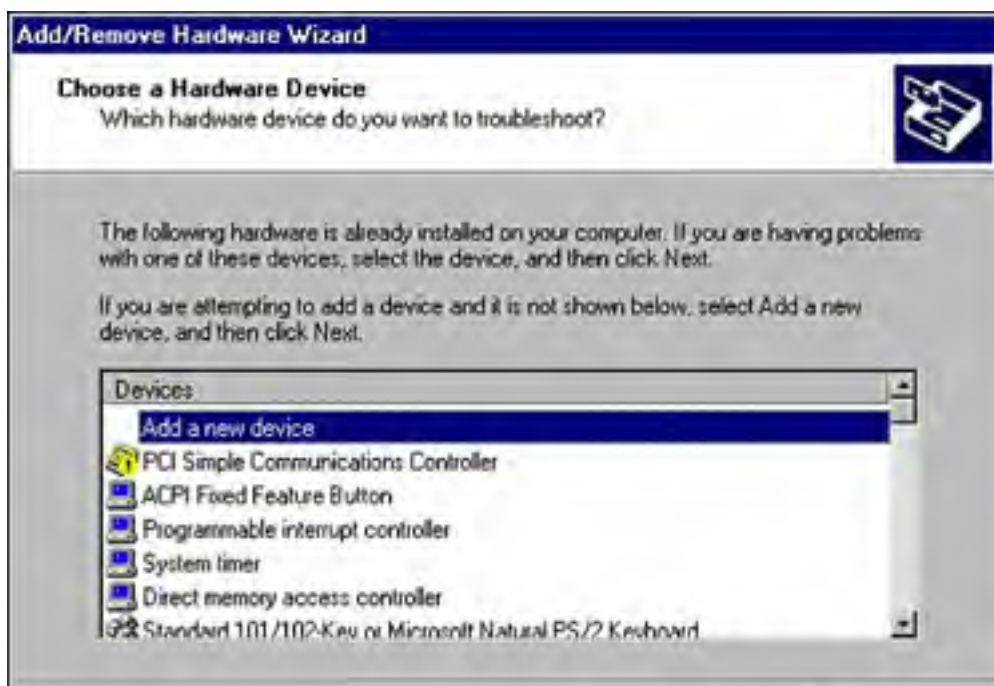 Add/Remove Hardware Wizard
Choose a Hardware Device
Which hardware device do you want to troubleshoot?
The following hardware is already installed on your computer. If you are having problems
with one of these devices, select the device, and then click Next.
If you are attempting to add a device and it is not shown below, select Add a new
device, and then click Next.
Devices
Add a new device
PCI Simple Communications Controller
ACPI Fixed Feature Button
Programmable interrupt controller
System timer
Direct memory access controller
Standard 101/102-Key or Microsoft Natural PS/2 Keyboard